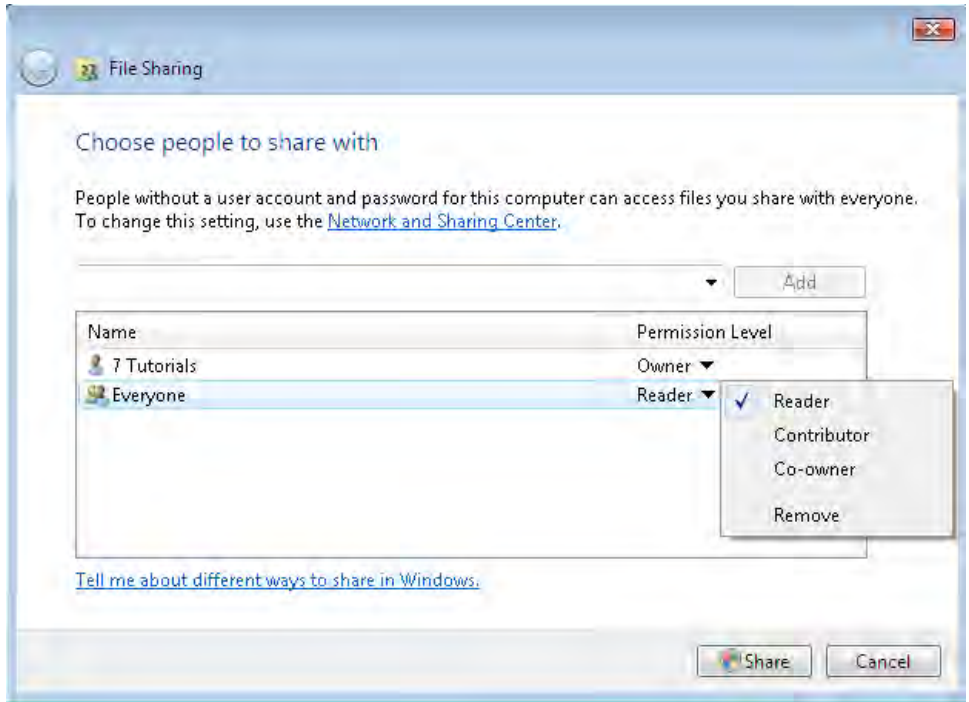 File Sharing
Choose people to share with
People without a user account and password for this computer can access files you share with everyone.
To change this setting, use the Network and Sharing Center.
Add
Name Permission Level
7 Tutorials Owner
Everyone Reader
Reader
Contributor
Co-owner
Remove
Tell me about different ways to share in Windows.
Share Cancel